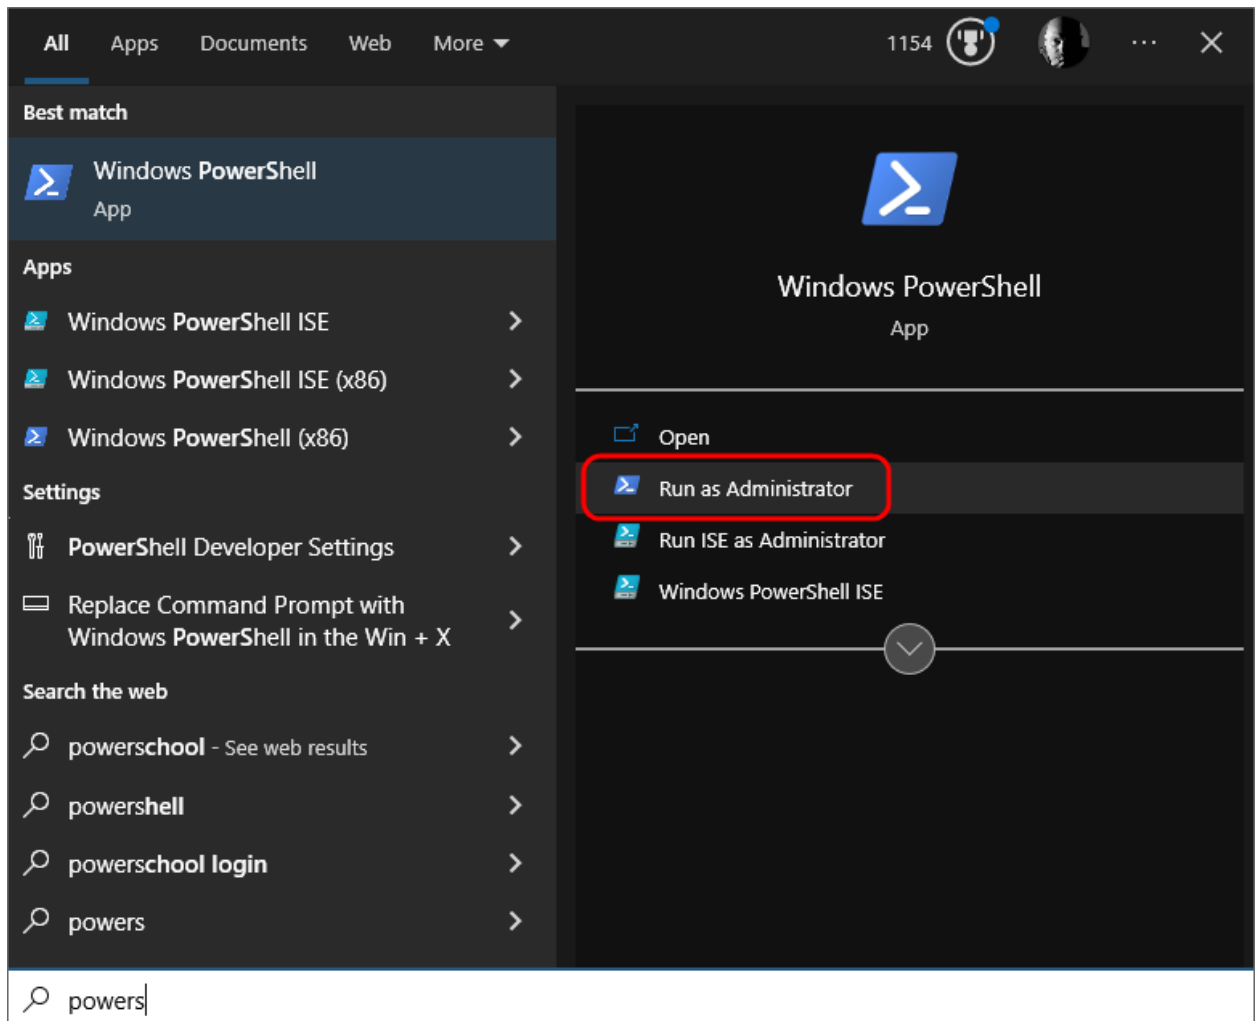 All Apps Documents Web More 1154
Best match
Windows PowerShell
App
Apps
Windows PowerShell ISE
Windows PowerShell ISE (x86)
Windows PowerShell (x86)
Settings
PowerShell Developer Settings
Replace Command Prompt with
Windows PowerShell in the Win + X
Search the web
powerschool - See web results
powershell
powerschool login
powers
powers
Windows PowerShell
App
Open
Run as Administrator
Run ISE as Administrator
Windows PowerShell ISE